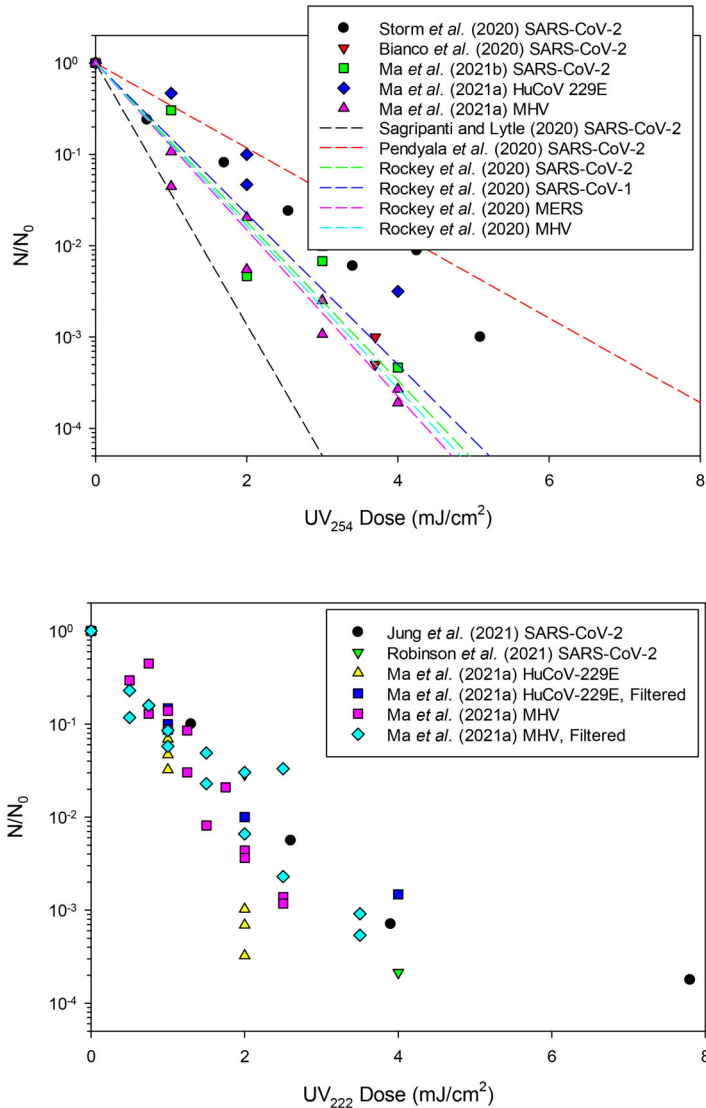 Storm et al. (2020) SARS-CoV-2
Bianco et al. (2020) SARS-CoV-2
Ma et al. (2021b) SARS-CoV-2
Ma et al. (2021a) HuCoV 229E
Ma et al. (2021a) MHV
Sagripanti and Lytle (2020) SARS-CoV-2
Pendyala et al. (2020) SARS-CoV-2
Rockey et al. (2020) SARS-CoV-2
Rockey et al. (2020) SARS-CoV-1
Rockey et al. (2020) MERS
Rockey et al. (2020) MHV
10⁰
10⁻¹
10⁻²
10⁻³
10⁻⁴
N/N₀
0 2 4 6 8
UV₂₅₄ Dose (mJ/cm²)
Jung et al. (2021) SARS-CoV-2
Robinson et al. (2021) SARS-CoV-2
Ma et al. (2021a) HuCoV-229E
Ma et al. (2021a) HuCoV-229E, Filtered
Ma et al. (2021a) MHV
Ma et al. (2021a) MHV, Filtered
10⁰
10⁻¹
10⁻²
10⁻³
10⁻⁴
N/N₀
0 2 4 6 8
UV₂₂₂ Dose (mJ/cm²)